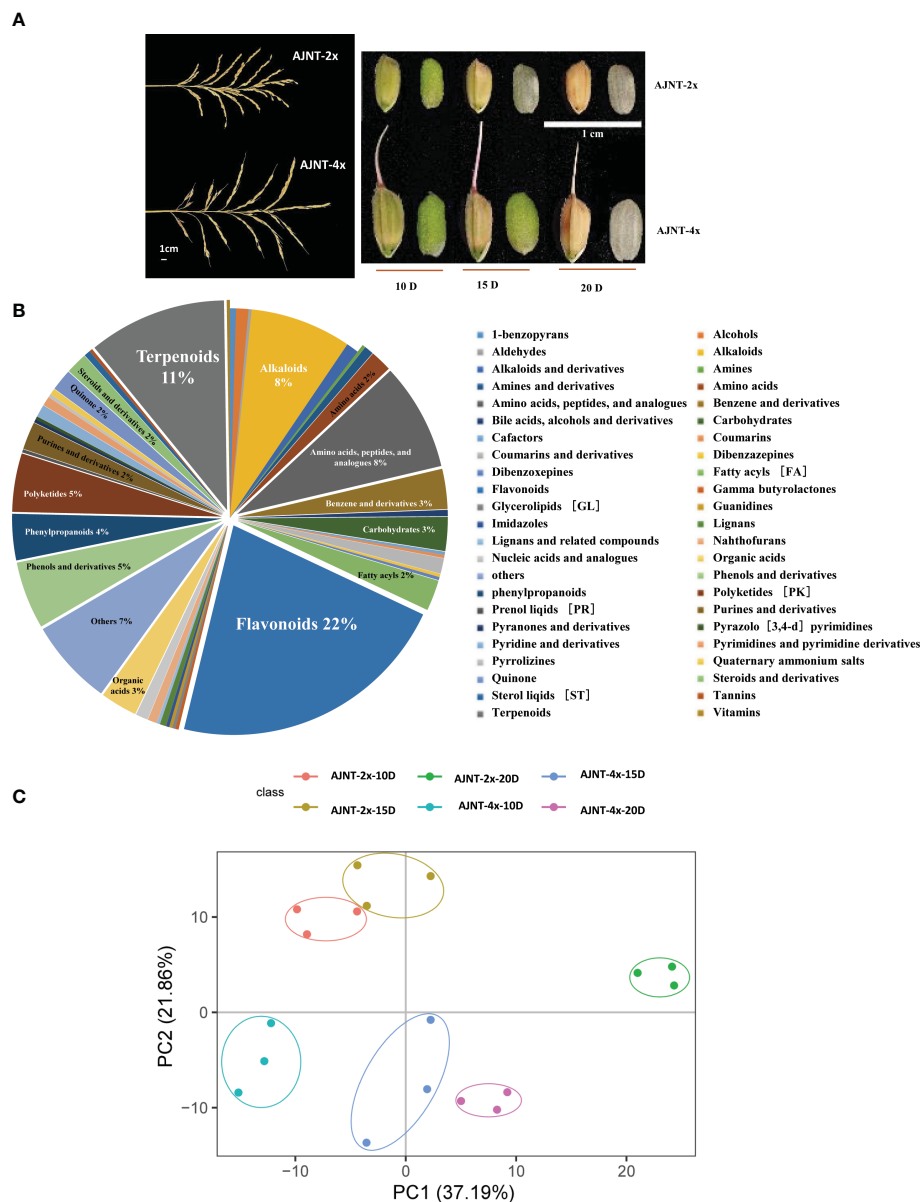 A
AJNT-2x
AJNT-4x
1cm
AJNT-2x
1 cm
AJNT-4x
10 D
15 D
20 D
B
Terpenoids
11%
Alkaloids
8%
Amino acids 2%
Amino acids, peptides, and
analogues 8%
Benzene and derivatives 3%
Carbohydrates 3%
Fatty acyls 2%
Flavonoids 22%
Organic
acids 3%
Others 7%
Phenols and derivatives 5%
Phenylpropanoids 4%
Polyketides 5%
Purines and derivatives 2%
Quinone 2%
Steroids and derivatives 2%
1-benzopyrans
Alcohols
Aldehydes
Alkaloids
Alkaloids and derivatives
Amines
Amines and derivatives
Amino acids
Amino acids, peptides, and analogues
Benzene and derivatives
Bile acids, alcohols and derivatives
Carbohydrates
Cafactors
Coumarins
Coumarins and derivatives
Dibenzazepines
Dibenzoxepines
Fatty acyls [FA]
Flavonoids
Gamma butyrolactones
Glycerolipids [GL]
Guanidines
Imidazoles
Lignans
Lignans and related compounds
Nahthofurans
Nucleic acids and analogues
Organic acids
others
Phenols and derivatives
phenylpropanoids
Polyketides [PK]
Prenol liqids [PR]
Purines and derivatives
Pyranones and derivatives
Pyrazolo [3,4-d] pyrimidines
Pyridine and derivatives
Pyrimidines and pyrimidine derivatives
Pyrrolizines
Quaternary ammonium salts
Quinone
Steroids and derivatives
Sterol liqids [ST]
Tannins
Terpenoids
Vitamins
C
class
AJNT-2x-10D
AJNT-2x-20D
AJNT-4x-15D
AJNT-2x-15D
AJNT-4x-10D
AJNT-4x-20D
PC2 (21.86%)
10
0
−10
−10
0
10
20
PC1 (37.19%)